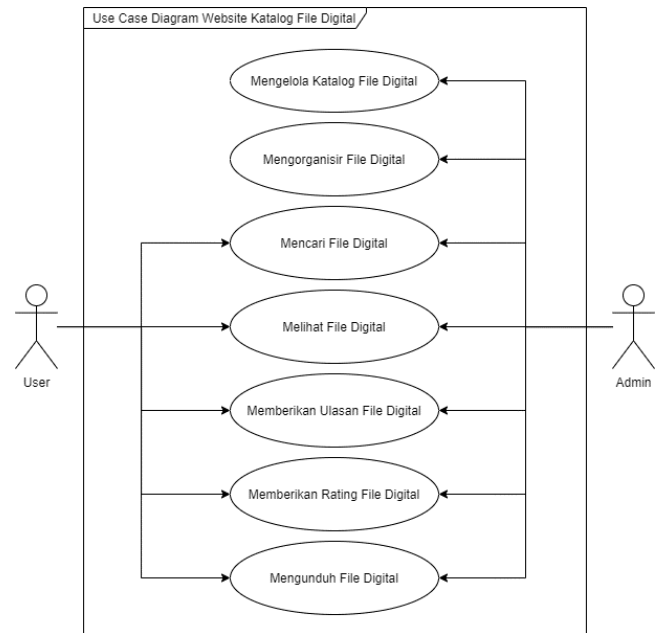 Use Case Diagram Website Katalog File Digital
Mengelola Katalog File Digital
Mengorganisir File Digital
Mencari File Digital
Melihat File Digital
User
Admin
Memberikan Ulasan File Digital
Memberikan Rating File Digital
Mengunduh File Digital